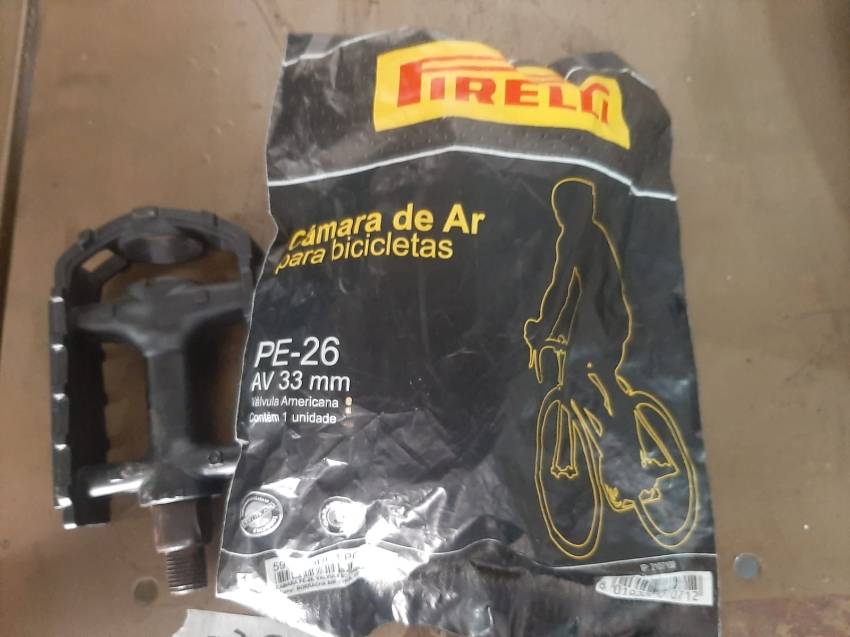 PIRELLI
Câmara de Ar
para bicicletas
PE-26
AV 33 mm
Válvula Americana
Contém 1 unidade